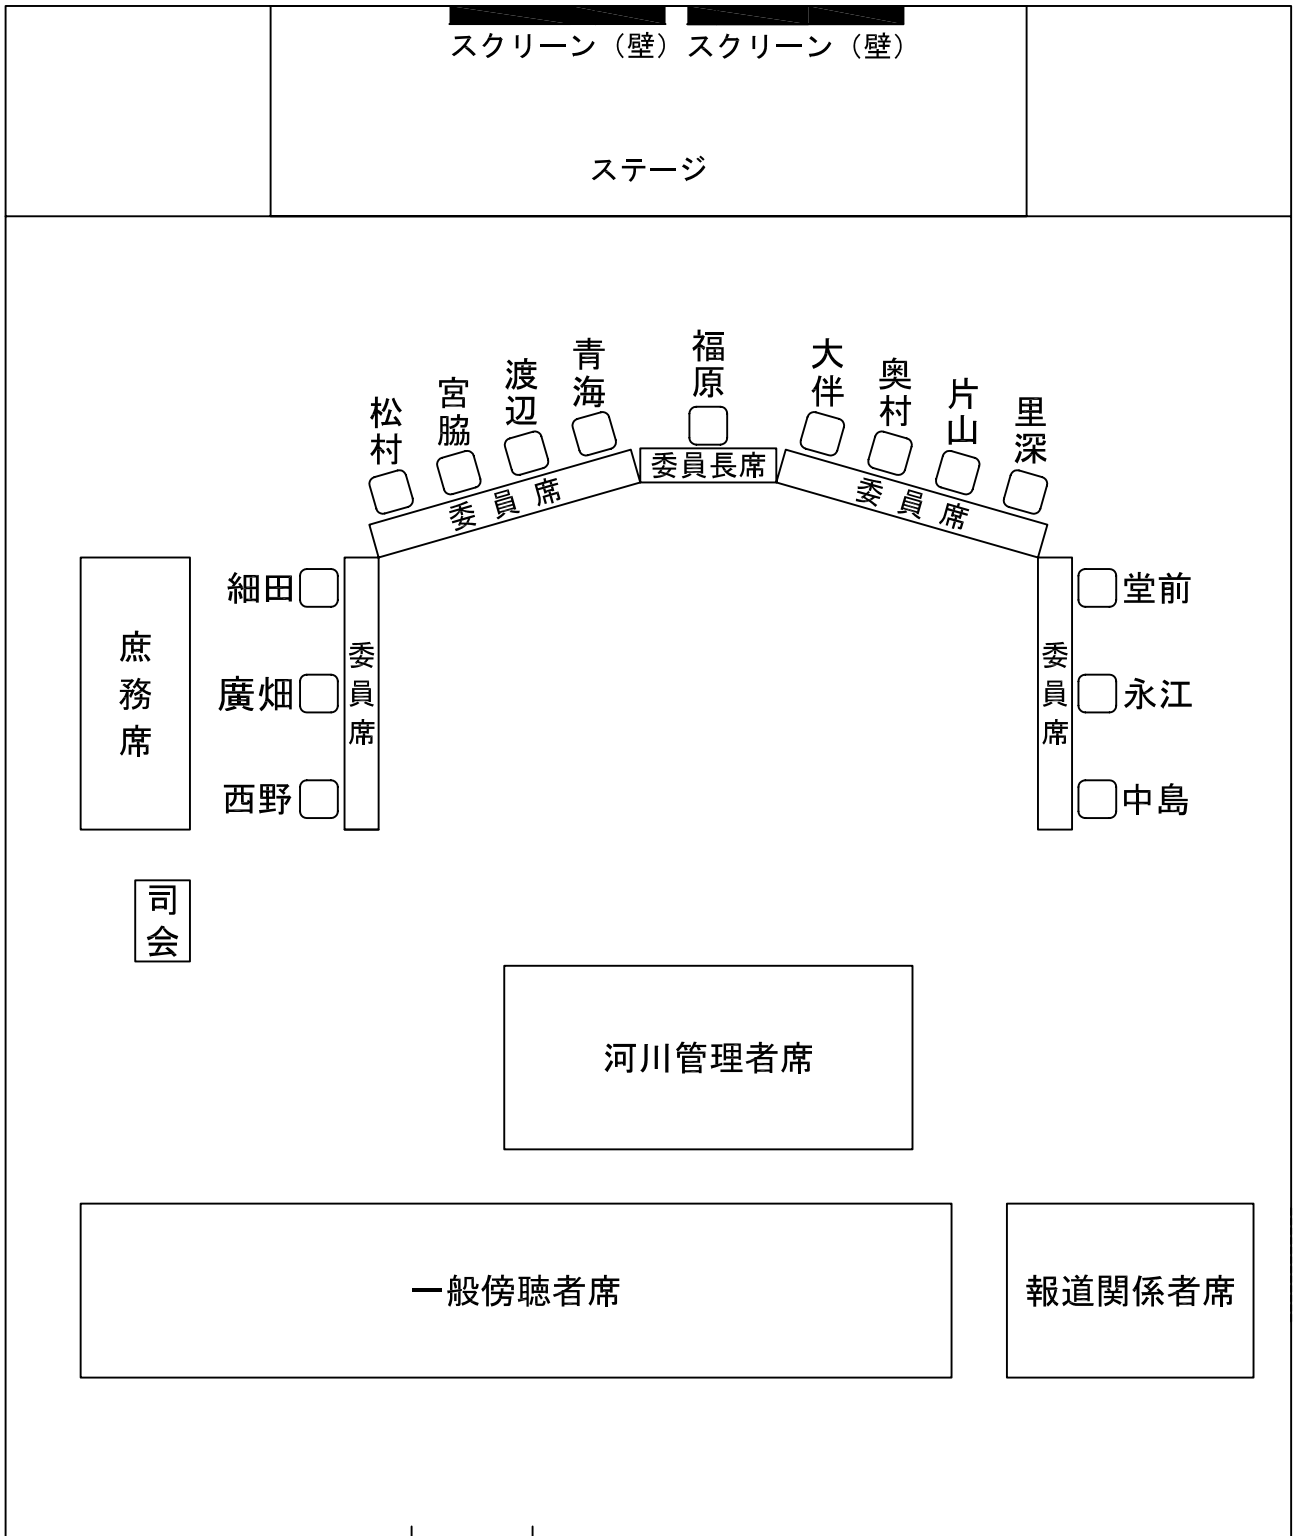 スクリーン（壁）
スクリーン（壁）
ステージ
松村
宮脇
渡辺
青海
福原
大伴
奥村
片山
里深
委員席
委員長席
委員席
細田
廣畑
西野
委員席
委員席
堂前
永江
中島
庶務席
司会
河川管理者席
一般傍聴者席
報道関係者席